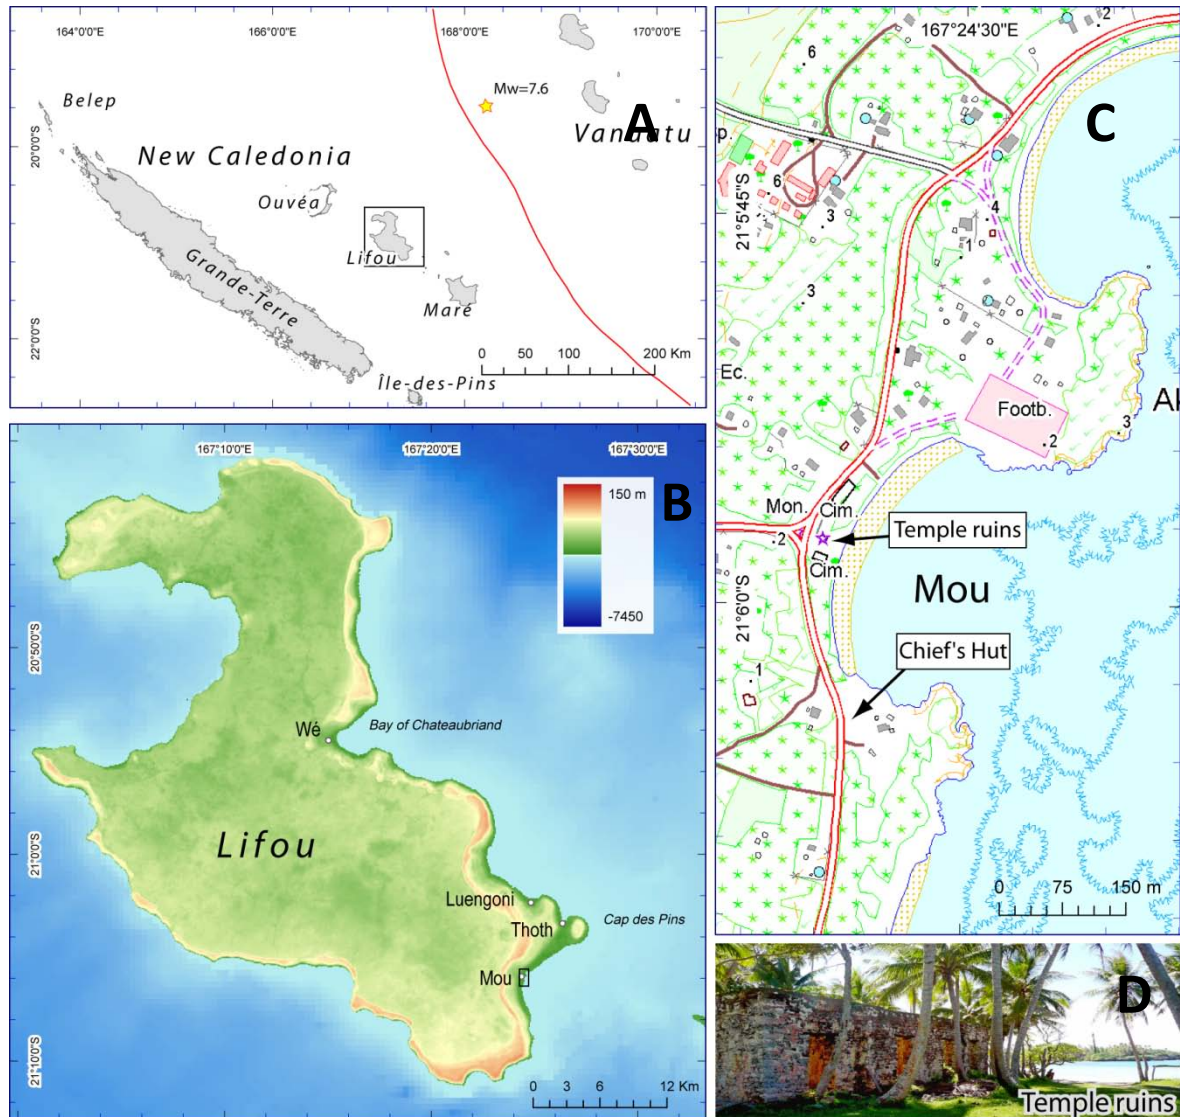 164°0'0"E
166°0'0"E
168°0'0"E
170°0'0"E
Mw=7.6
A
Belep
Vanuatu
20°0'0"S
New Caledonia
Ouvéa
Lifou
Grande-Terre
Maré
22°0'0"S
0 50 100 200 Km
Île-des-Pins
167°10'0"E
167°20'0"E
167°30'0"E
150 m
B
-7450
20°50'0"S
Wé
Bay of Chateaubriand
Lifou
21°0'0"S
Luengoni
Thoth
Cap des Pins
Mou
21°10'0"S
0 3 6 12 Km
2
167°24'30"E
6
C
p.
21°5'45"S
6
3
4
1
3
Ec.
Footb.
Ak
2
3
Mon.
Cim.
2
Temple ruins
Cim.
21°6'0"S
Mou
Chief's Hut
1
0 75 150 m
D
Temple ruins